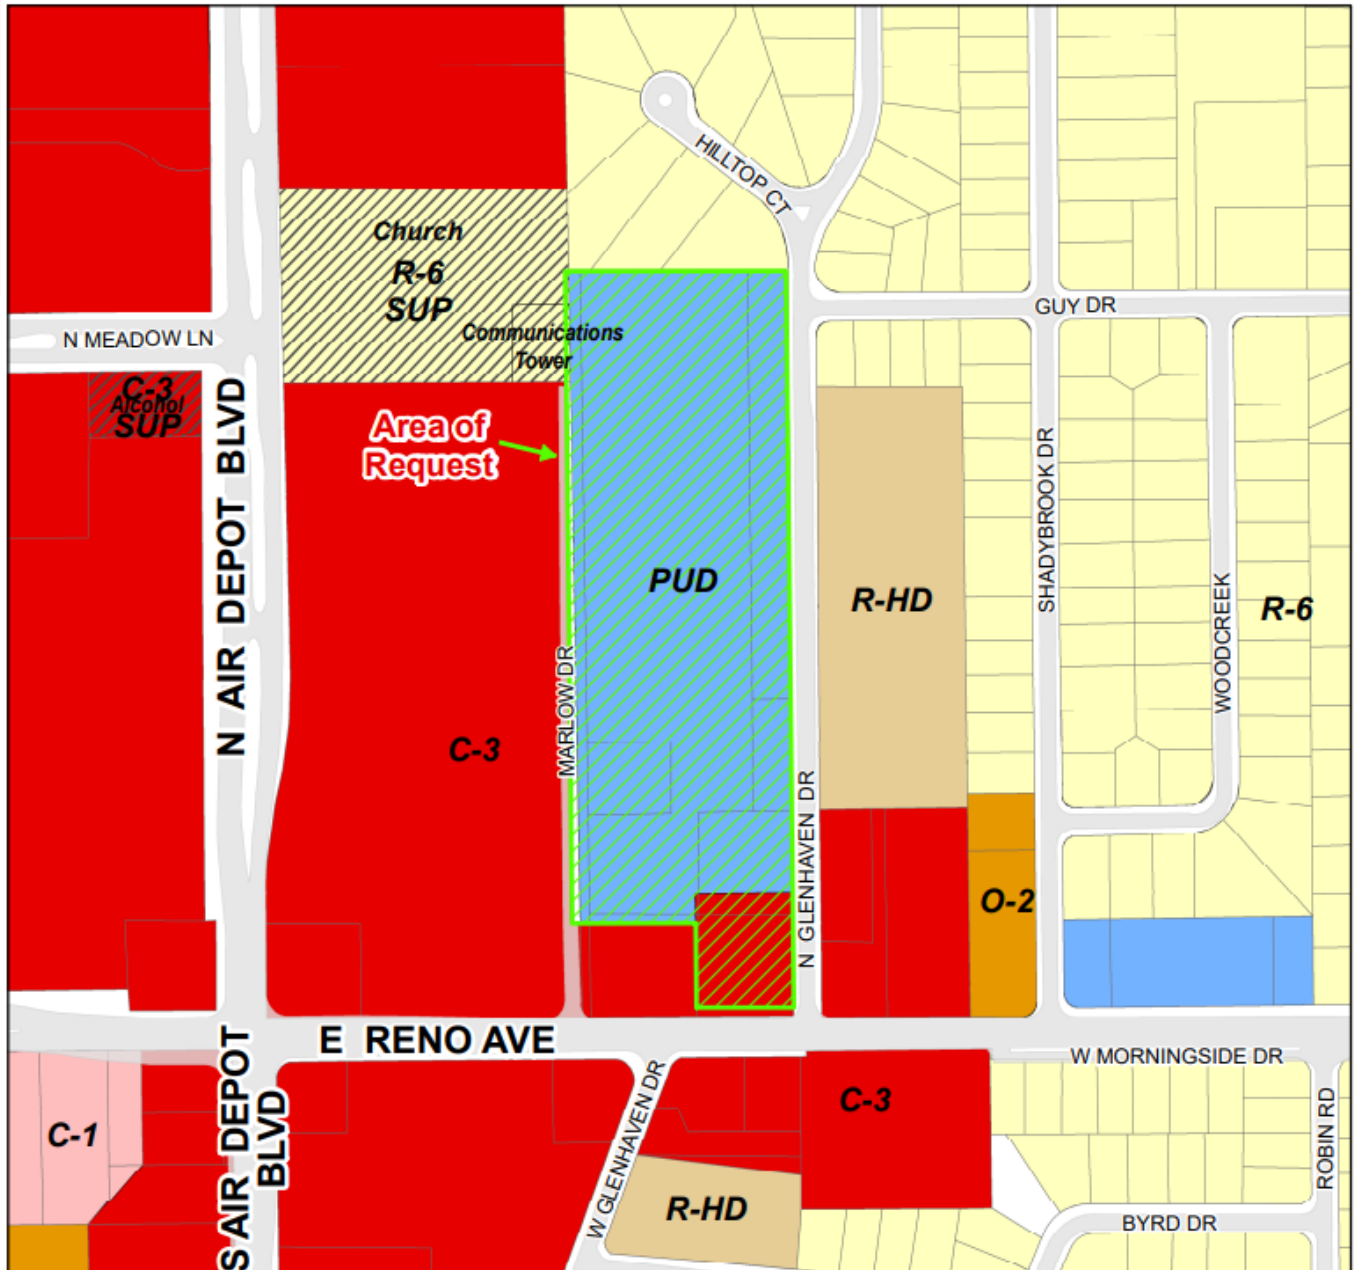 HILLTOP CT
Church
R-6
SUP
Communications
Tower
GUY DR
N MEADOW LN
C-3
Alcohol
SUP
Area of
Request
N AIR DEPOT BLVD
PUD
R-HD
SHADYBROOK DR
WOODCREEK
R-6
MARLOW DR
C-3
N GLENHAVEN DR
O-2
E RENO AVE
W MORNINGSIDE DR
C-1
S AIR DEPOT
BLVD
W GLENHAVEN DR
C-3
R-HD
ROBIN RD
BYRD DR